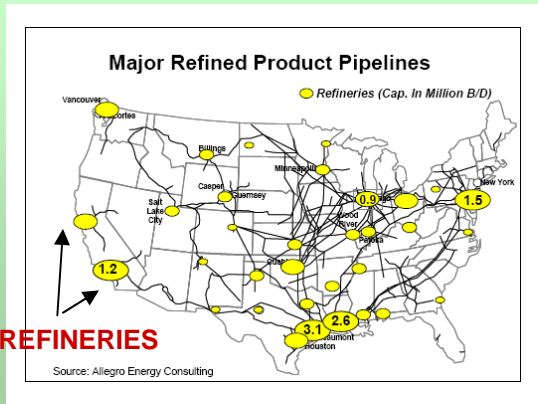 Major Refined Product Pipelines
Refineries (Cap. In Million B/D)
Vancouver
Billings
Minneapolis
Casper
Guernsey
Salt
Lake
City
New York
0.9
1.5
Wood
River
Patoka
1.2
2.6
3.1
Houston
REFINERIES
Source: Allegro Energy Consulting